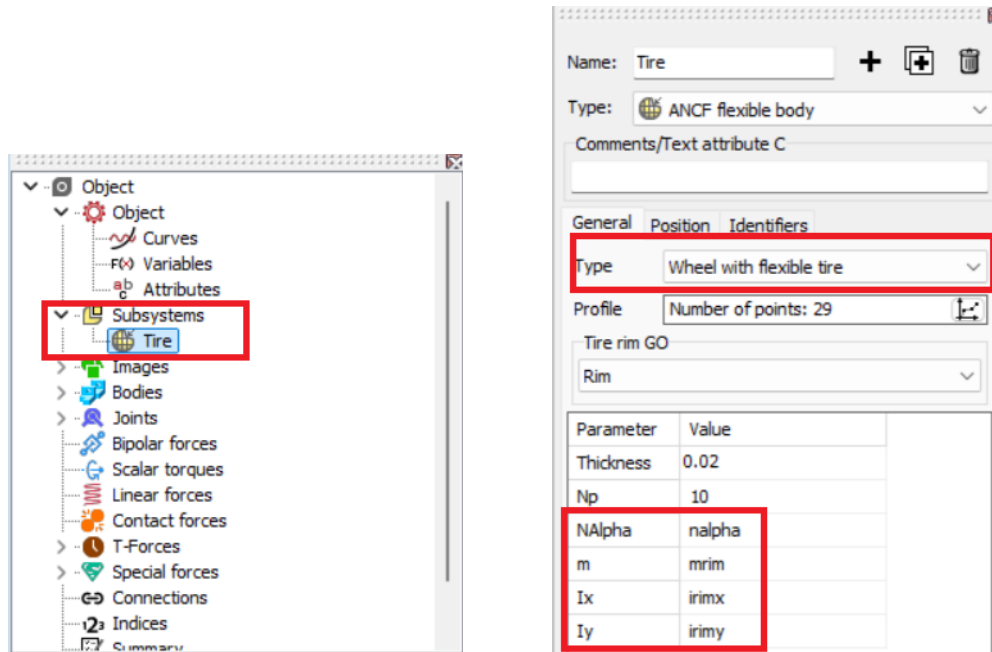 Object
Object
Curves
F(x) Variables
ab
c Attributes
Subsystems
Tire
Images
Bodies
Joints
Bipolar forces
Scalar torques
Linear forces
Contact forces
T-Forces
Special forces
Connections
123 Indices
Summary
Name: Tire
Type: ANCF flexible body
Comments/Text attribute C
General Position Identifiers
Type Wheel with flexible tire
Profile Number of points: 29
Tire rim GO
Rim
Parameter Value
Thickness 0.02
Np 10
NAlpha nalpha
m mrim
Ix irimx
Iy irimy